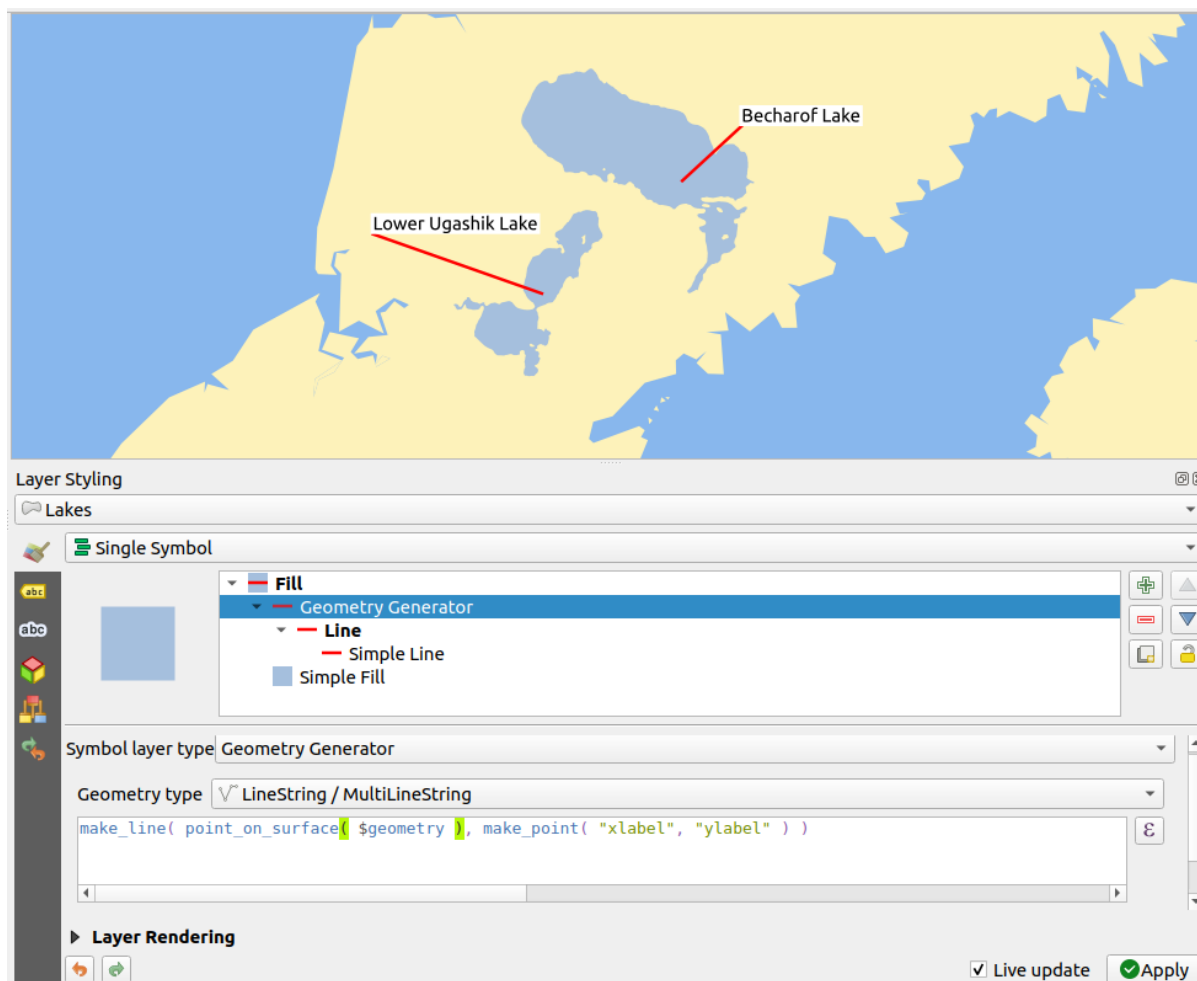 Becharof Lake
Lower Ugashik Lake
Layer Styling
Lakes
Single Symbol
abc
abc
Fill
Geometry Generator
Line
Simple Line
Simple Fill
Symbol layer type Geometry Generator
Geometry type LineString / MultiLineString
make_line( point_on_surface( $geometry ), make_point( "xlabel", "ylabel" ) )
ε
Layer Rendering
Live update Apply